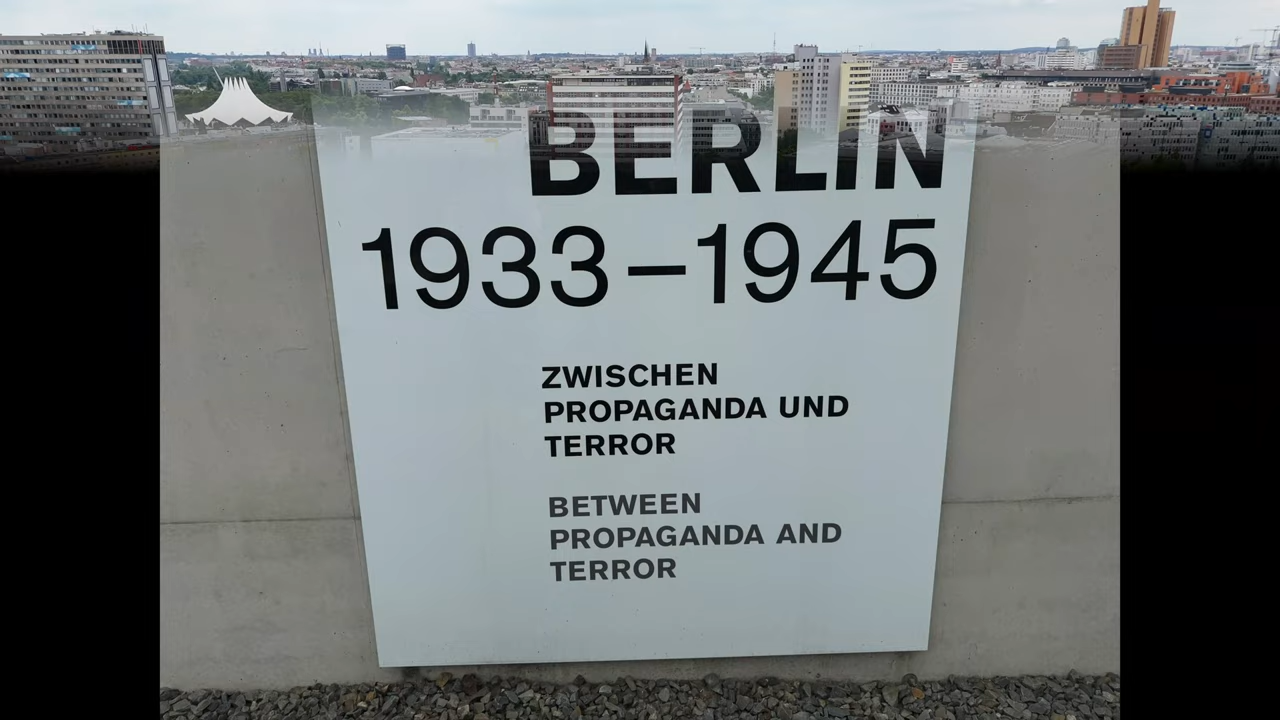 BERLIN
1933–1945
ZWISCHEN
PROPAGANDA UND
TERROR
BETWEEN
PROPAGANDA AND
TERROR